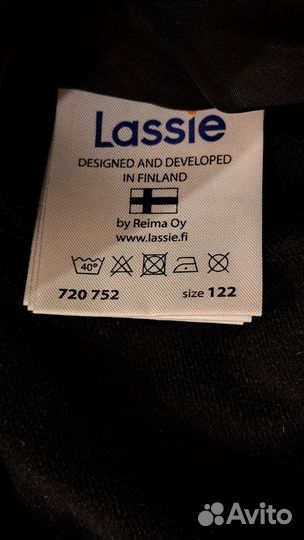 Lassie
DESIGNED AND DEVELOPED
IN FINLAND
by Reima Oy
www.lassie.fi
40°
720 752 size 122
Avito